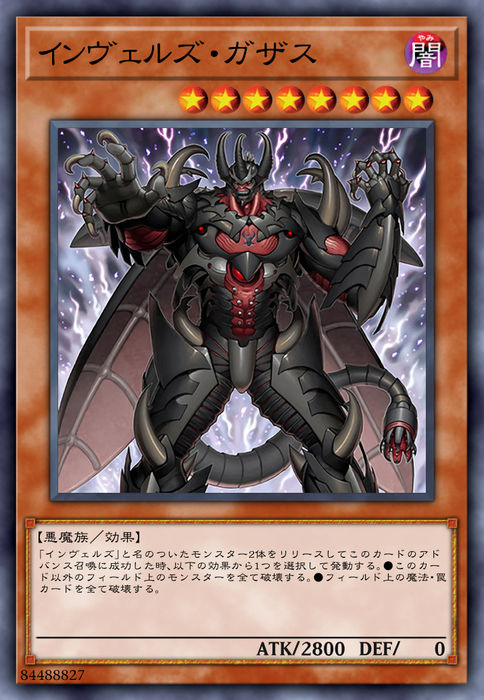 インヴェルズ・ガザス
やみ
闇
【悪魔族/効果】
「インヴェルズ」と名のついたモンスター2体をリリースしてこのカードのアド
バンス召喚に成功した時、以下の効果から1つを選択して発動する。●このカー
ド以外のフィールド上のモンスターを全て破壊する。●フィールド上の魔法・罠
カードを全て破壊する。
ATK/2800 DEF/ 0
84488827